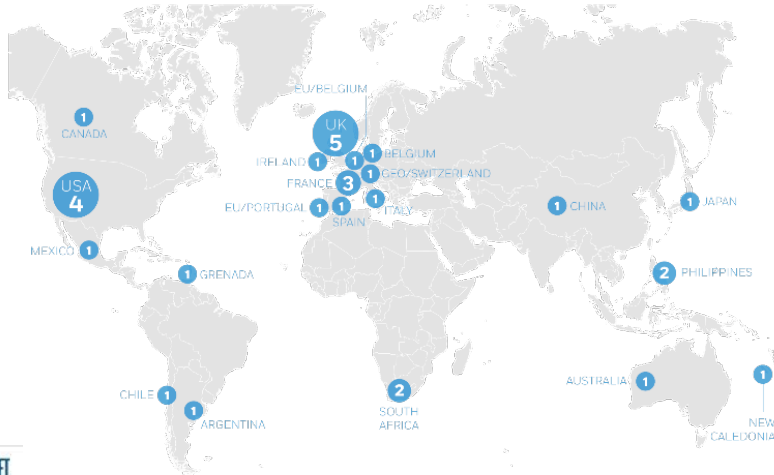 EU/BELGIUM
1
CANADA
UK
5
IRELAND 1
1
1 BELGIUM
1 GEO/SWITZERLAND
FRANCE 3
USA
4
EU/PORTUGAL 1
1
SPAIN
1
ITALY
1 CHINA
1 JAPAN
MEXICO 1
1 GRENADA
2 PHILIPPINES
CHILE 1
1
ARGENTINA
2
SOUTH
AFRICA
AUSTRALIA 1
1
NEW
CALEDONIA